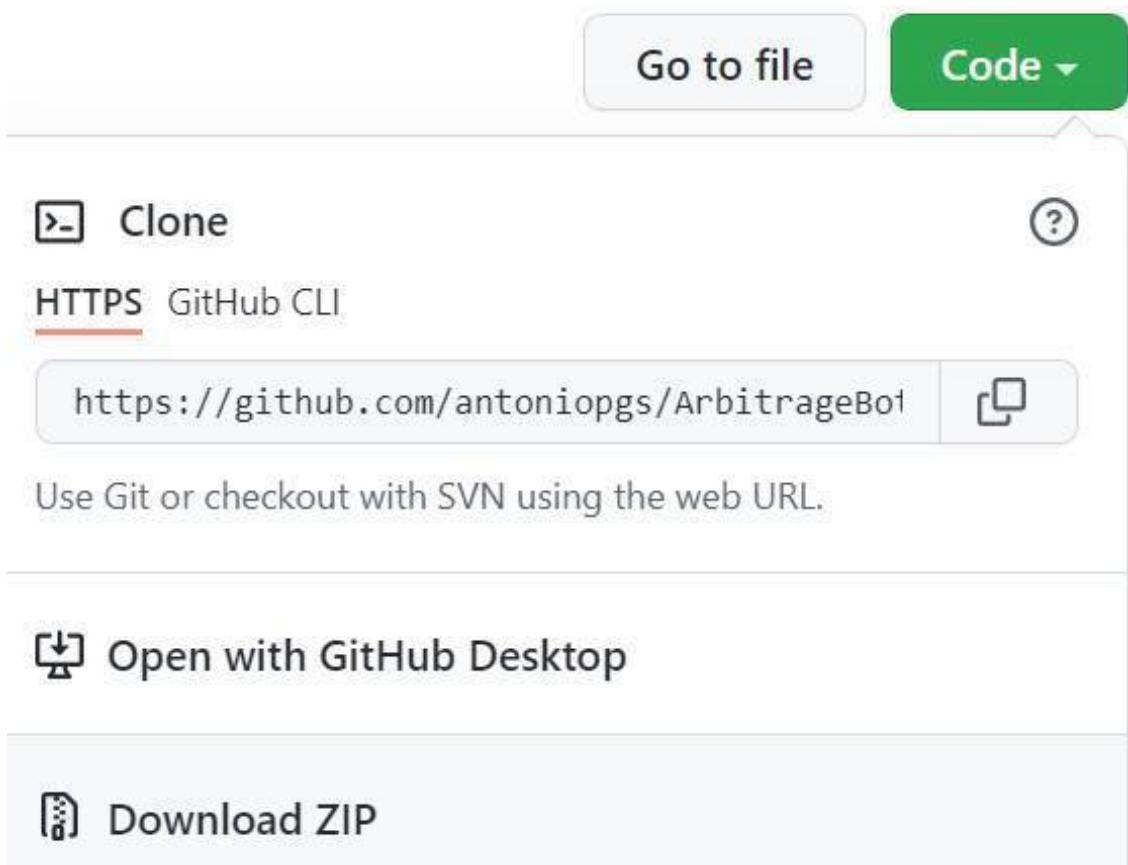 Go to file Code
Clone
HTTPS GitHub CLI
https://github.com/antoniopgs/ArbitrageBot
Use Git or checkout with SVN using the web URL.
Open with GitHub Desktop
Download ZIP